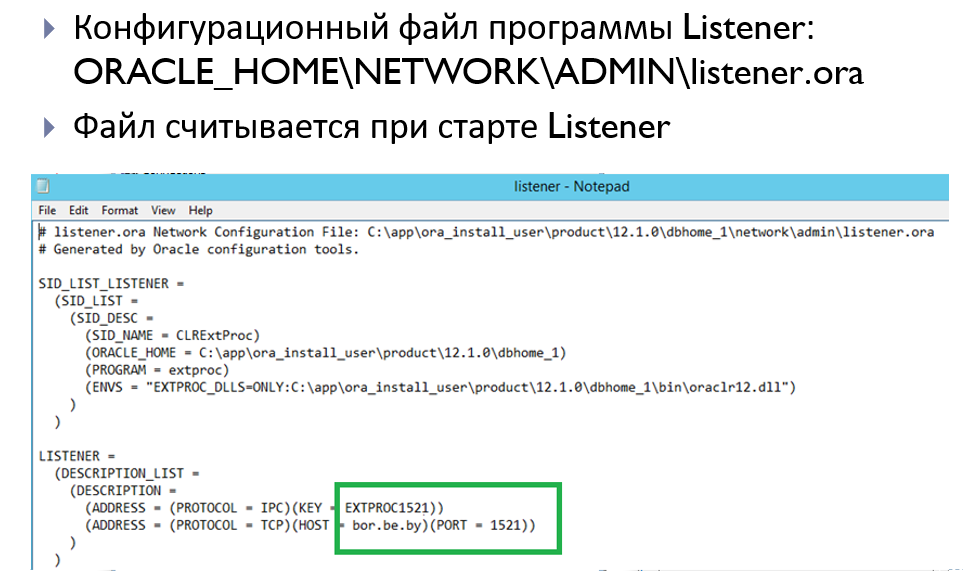 Конфигурационный файл программы Listener:
ORACLE_HOME\NETWORK\ADMIN\listener.ora
Файл считывается при старте Listener
listener - Notepad
File Edit Format View Help
# listener.ora Network Configuration File: C:\app\ora_install_user\product\12.1.0\dbhome_1\network\admin\listener.ora
# Generated by Oracle configuration tools.
SID_LIST_LISTENER =
(SID_LIST =
(SID_DESC =
(SID_NAME = CLRExtProc)
(ORACLE_HOME = C:\app\ora_install_user\product\12.1.0\dbhome_1)
(PROGRAM = extproc)
(ENVS = "EXTPROC_DLLS=ONLY:C:\app\ora_install_user\product\12.1.0\dbhome_1\bin\oraclr12.dll")
)
)
LISTENER =
(DESCRIPTION_LIST =
(DESCRIPTION =
(ADDRESS = (PROTOCOL = IPC)(KEY = EXTPROC1521))
(ADDRESS = (PROTOCOL = TCP)(HOST = bor.be.by)(PORT = 1521))
)
)